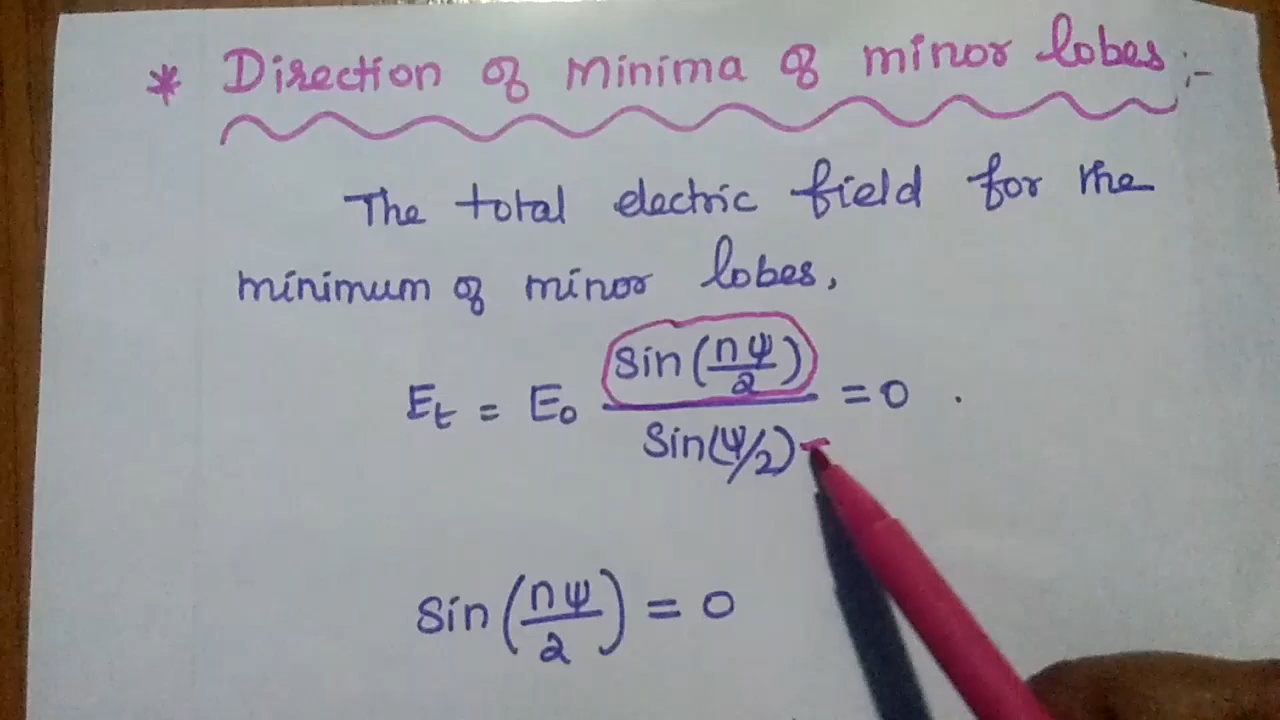 * Direction of minima of minor lobes :-
The total electric field for the
minimum of minor lobes,
Et = E0 sin(nψ/2) / sin(ψ/2) = 0 .
sin(nψ/2) = 0